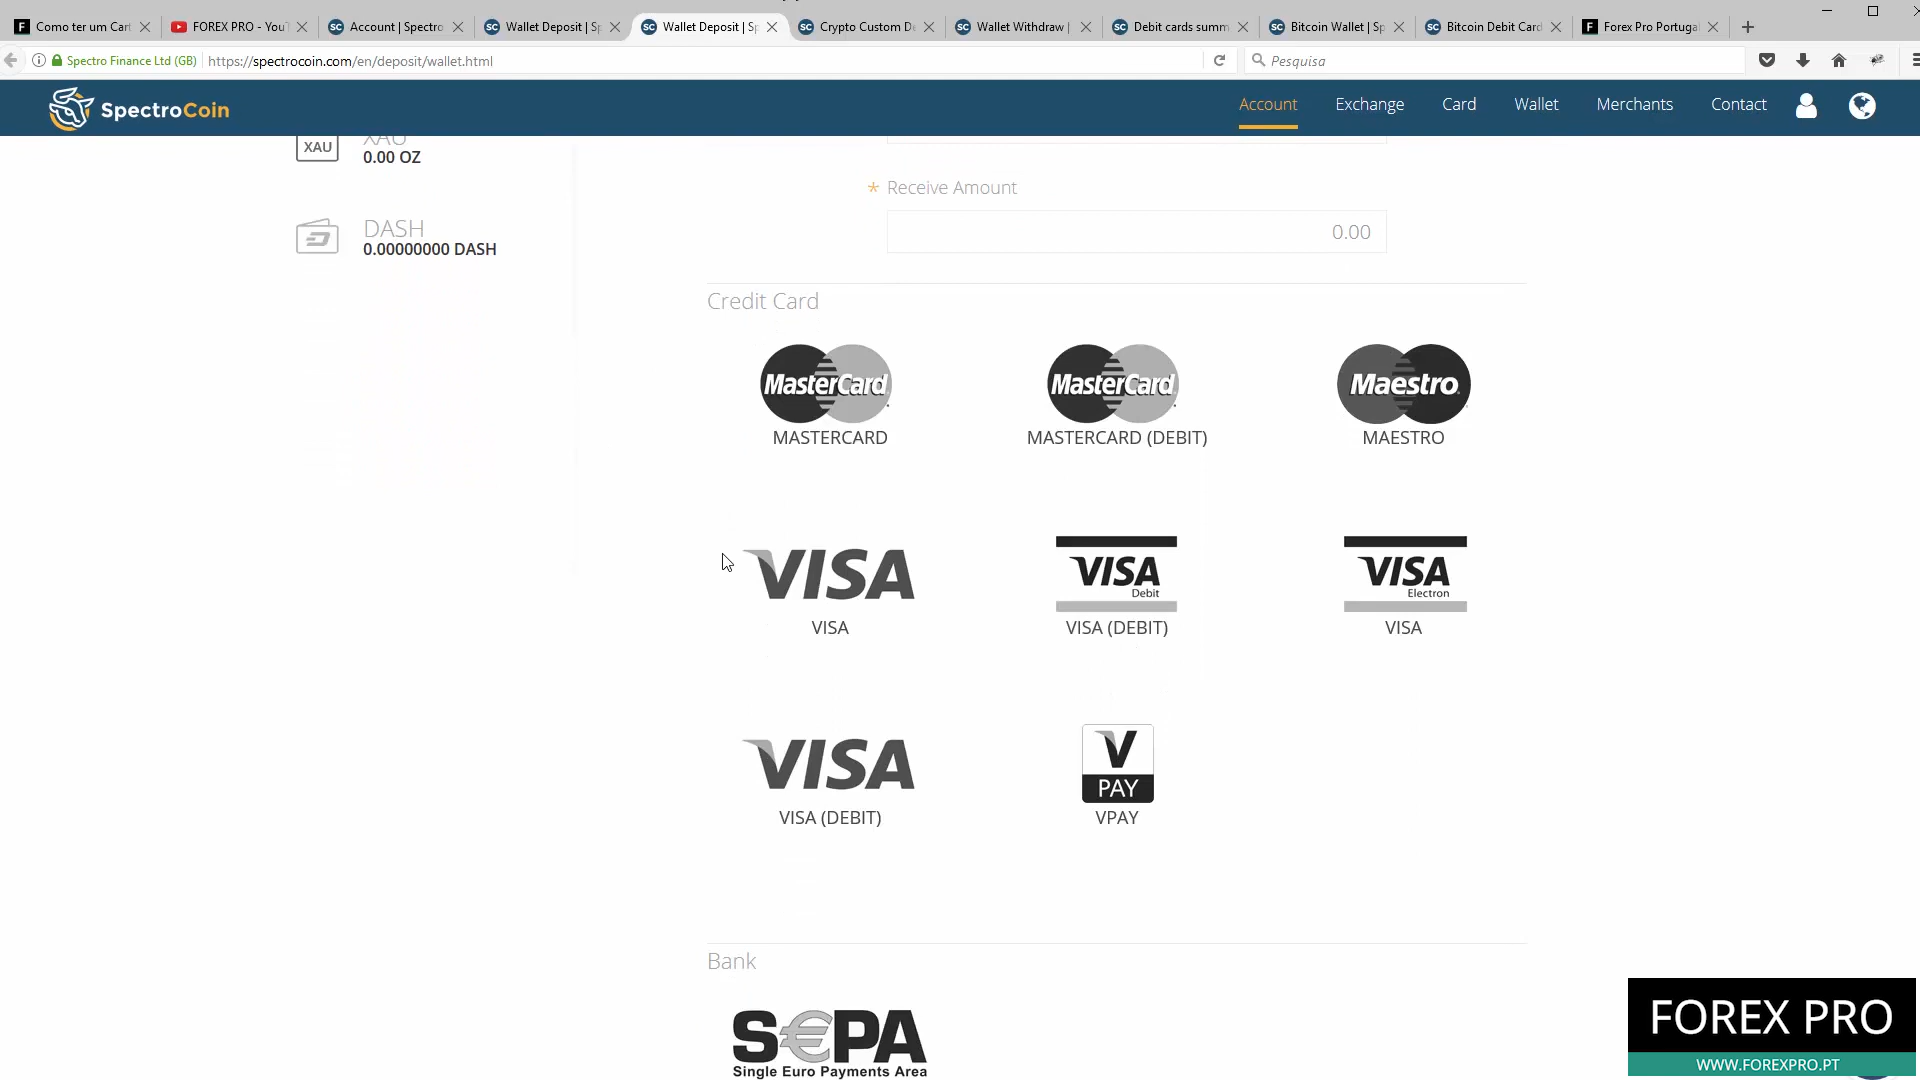 Como ter um Cart
FOREX PRO - YouT
Account | Spectro
Wallet Deposit | Sp
Wallet Deposit | Sp
Crypto Custom De
Wallet Withdraw |
Debit cards summ
Bitcoin Wallet | Sp
Bitcoin Debit Card
Forex Pro Portuga
Spectro Finance Ltd (GB)
https://spectrocoin.com/en/deposit/wallet.html
Pesquisa
SpectroCoin
Account
Exchange
Card
Wallet
Merchants
Contact
XAU
XAU
0.00 OZ
DASH
0.00000000 DASH
* Receive Amount
0.00
Credit Card
MasterCard
MASTERCARD
MasterCard
MASTERCARD (DEBIT)
Maestro
MAESTRO
VISA
VISA
VISA
Debit
VISA (DEBIT)
VISA
Electron
VISA
VISA
VISA (DEBIT)
V
PAY
VPAY
Bank
S€PA
Single Euro Payments Area
FOREX PRO
WWW.FOREXPRO.PT